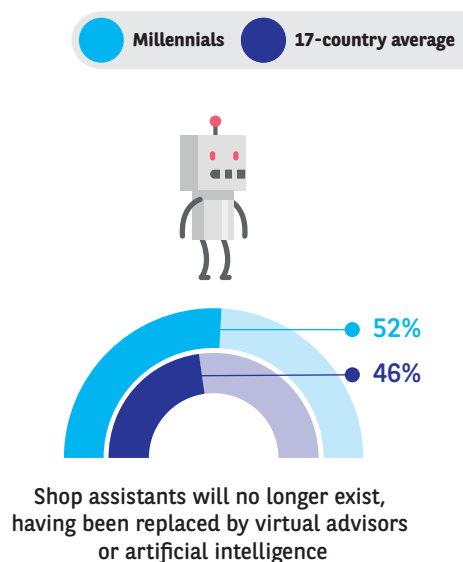 Millennials
17-country average
52%
46%
Shop assistants will no longer exist,
having been replaced by virtual advisors
or artificial intelligence